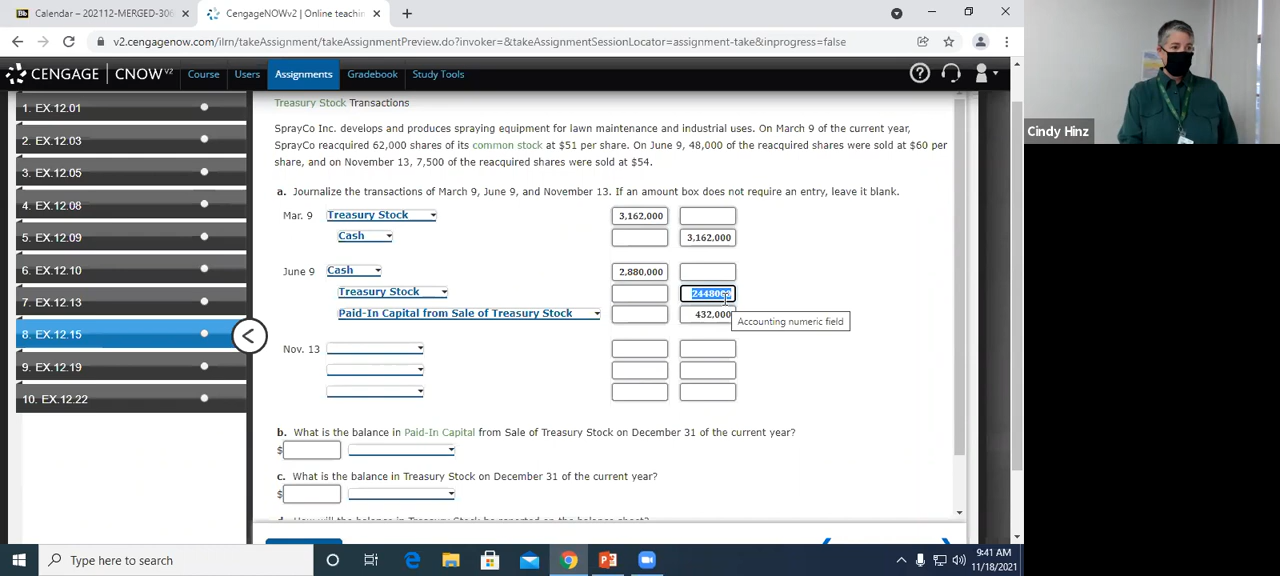 Calendar – 202112-MERGED-306
CengageNOWv2 | Online teachin
v2.cengagenow.com/ilrn/takeAssignment/takeAssignmentPreview.do?invoker=&takeAssignmentSessionLocator=assignment-take&inprogress=false
CENGAGE | CNOWv2 Course Users Assignments Gradebook Study Tools
Cindy Hinz
1. EX.12.01
2. EX.12.03
3. EX.12.05
4. EX.12.08
5. EX.12.09
6. EX.12.10
7. EX.12.13
8. EX.12.15
9. EX.12.19
10. EX.12.22
Treasury Stock Transactions
SprayCo Inc. develops and produces spraying equipment for lawn maintenance and industrial uses. On March 9 of the current year,
SprayCo reacquired 62,000 shares of its common stock at $51 per share. On June 9, 48,000 of the reacquired shares were sold at $60 per
share, and on November 13, 7,500 of the reacquired shares were sold at $54.
a. Journalize the transactions of March 9, June 9, and November 13. If an amount box does not require an entry, leave it blank.
Mar. 9 Treasury Stock 3,162,000
Cash 3,162,000
June 9 Cash 2,880,000
Treasury Stock
Paid-In Capital from Sale of Treasury Stock 432,000
Accounting numeric field
Nov. 13
b. What is the balance in Paid-In Capital from Sale of Treasury Stock on December 31 of the current year?
$
c. What is the balance in Treasury Stock on December 31 of the current year?
$
Type here to search
9:41 AM
11/18/2021